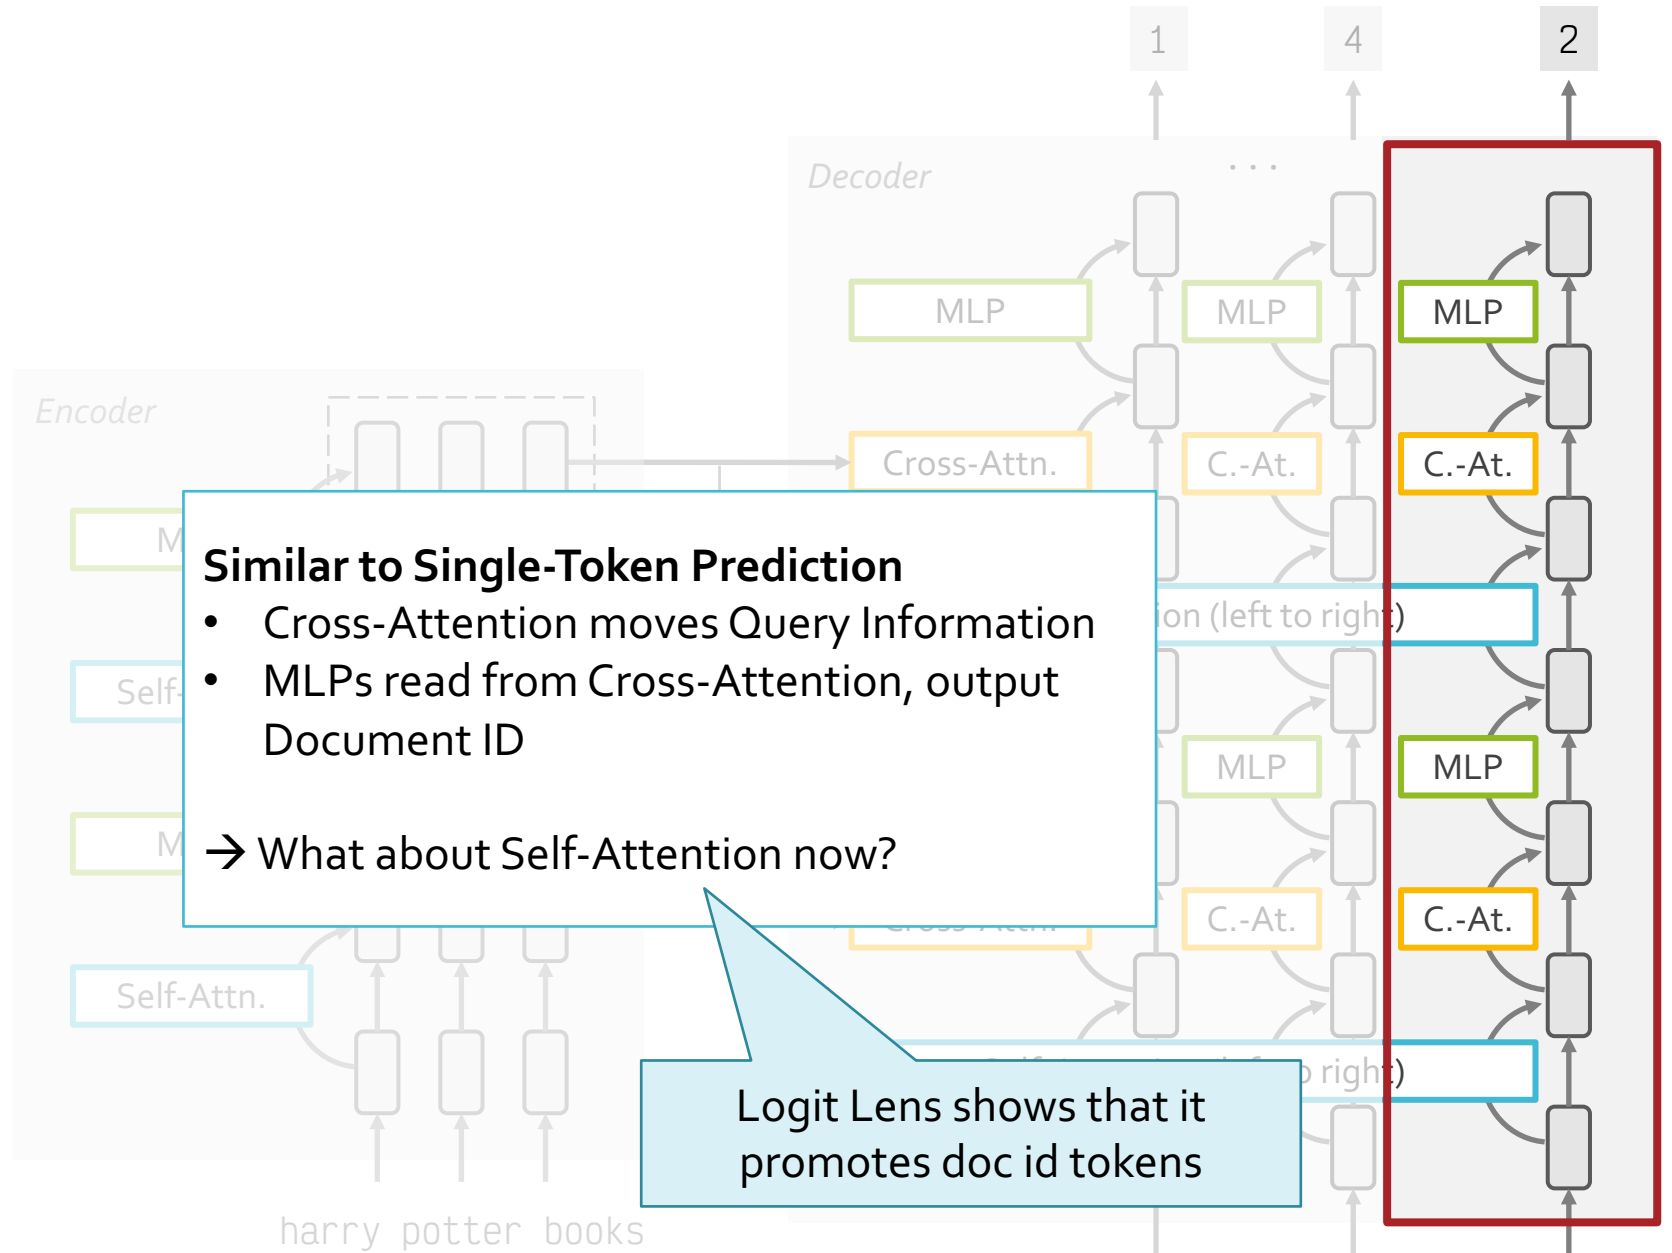 1
4
2
Decoder
. . .
MLP
MLP
MLP
Encoder
Cross-Attn.
C.-At.
C.-At.
M
Similar to Single-Token Prediction
• Cross-Attention moves Query Information
• MLPs read from Cross-Attention, output
Document ID
→ What about Self-Attention now?
ion (left to right)
Self-
MLP
MLP
M
C.-At.
C.-At.
Self-Attn.
right)
Logit Lens shows that it
promotes doc id tokens
harry potter books